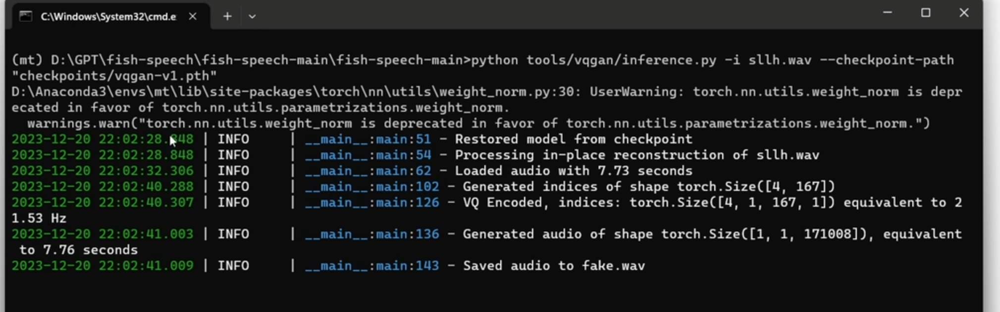 C:\Windows\System32\cmd.e
(mt) D:\GPT\fish-speech\fish-speech-main\fish-speech-main>python tools/vqgan/inference.py -i sllh.wav --checkpoint-path
"checkpoints/vqgan-v1.pth"
D:\Anaconda3\envs\mt\lib\site-packages\torch\nn\utils\weight_norm.py:30: UserWarning: torch.nn.utils.weight_norm is depr
ecated in favor of torch.nn.utils.parametrizations.weight_norm.
  warnings.warn("torch.nn.utils.weight_norm is deprecated in favor of torch.nn.utils.parametrizations.weight_norm.")
2023-12-20 22:02:28.848 | INFO     | __main__:main:51 - Restored model from checkpoint
2023-12-20 22:02:28.848 | INFO     | __main__:main:54 - Processing in-place reconstruction of sllh.wav
2023-12-20 22:02:32.306 | INFO     | __main__:main:62 - Loaded audio with 7.73 seconds
2023-12-20 22:02:40.288 | INFO     | __main__:main:102 - Generated indices of shape torch.Size([4, 167])
2023-12-20 22:02:40.307 | INFO     | __main__:main:126 - VQ Encoded, indices: torch.Size([4, 1, 167, 1]) equivalent to 2
1.53 Hz
2023-12-20 22:02:41.003 | INFO     | __main__:main:136 - Generated audio of shape torch.Size([1, 1, 171008]), equivalent
 to 7.76 seconds
2023-12-20 22:02:41.009 | INFO     | __main__:main:143 - Saved audio to fake.wav